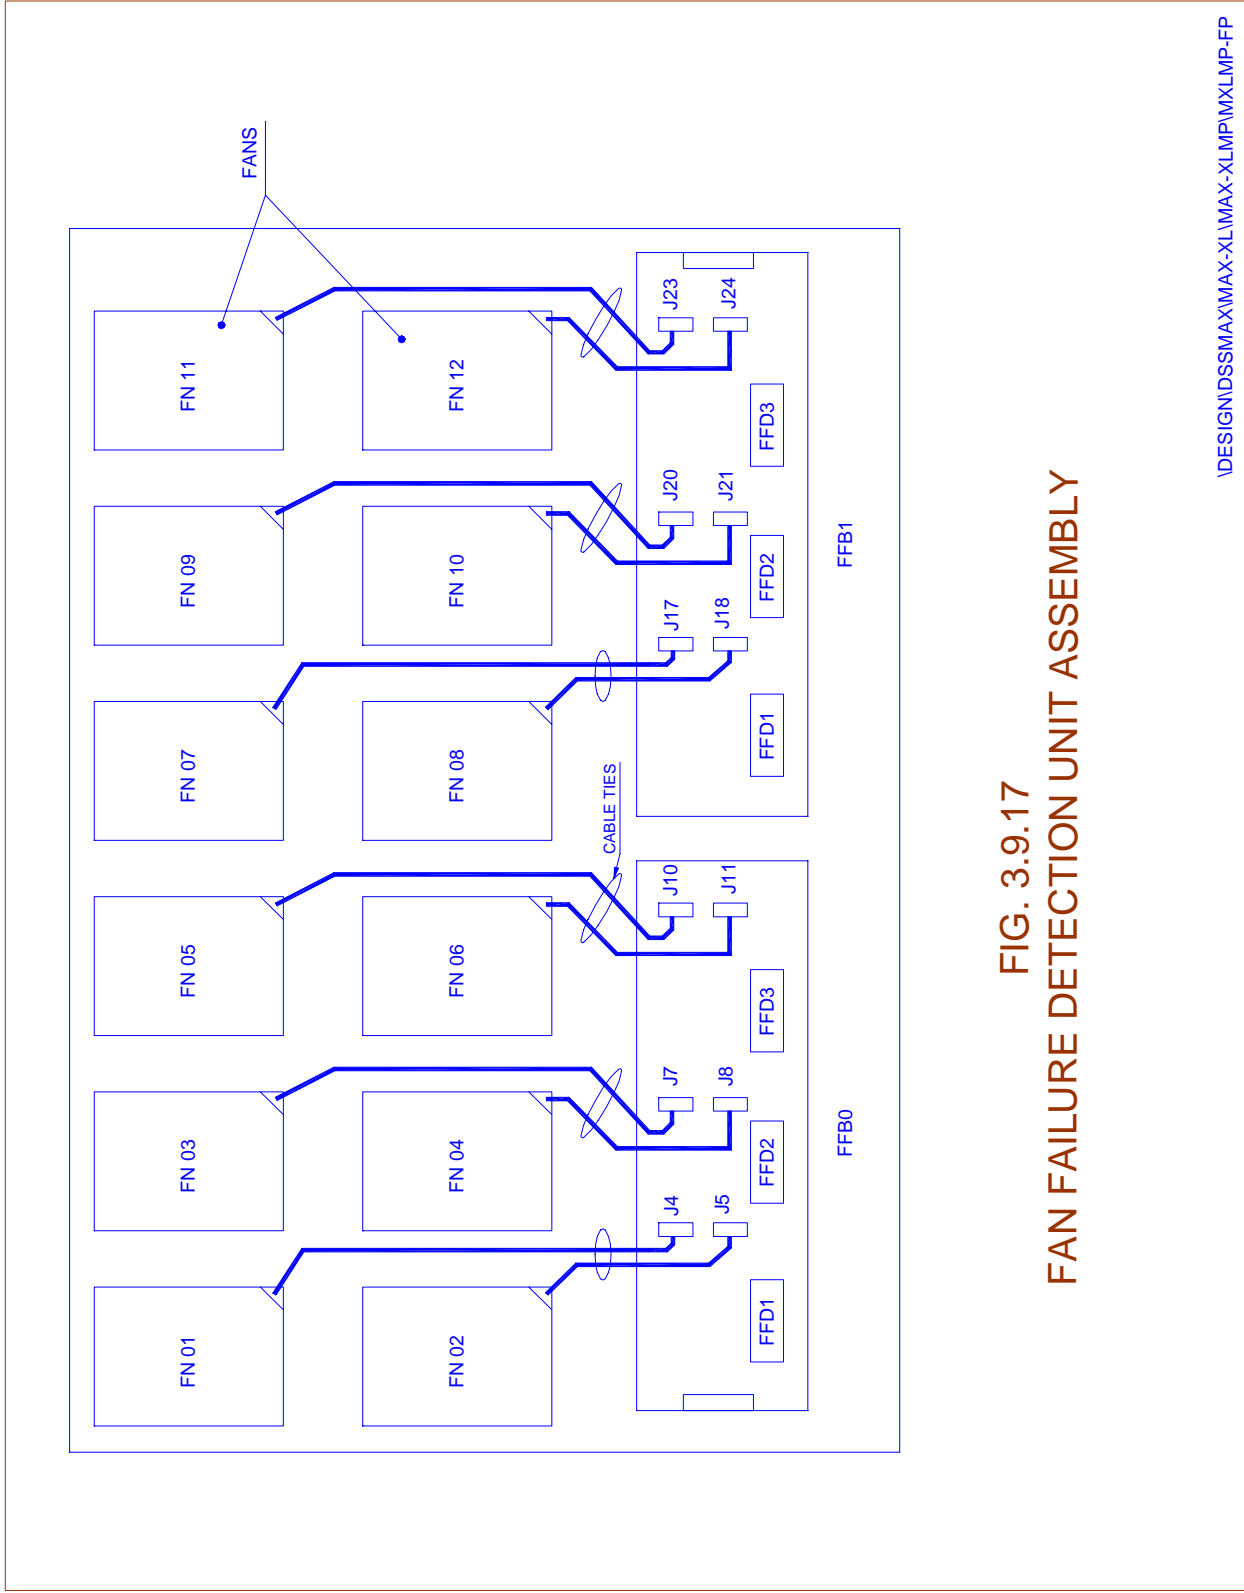 FANS
FN 01
FN 03
FN 05
FN 07
FN 09
FN 11
FN 02
FN 04
FN 06
FN 08
FN 10
FN 12
CABLE TIES
J4
J7
J10
J17
J20
J23
J5
J8
J11
J18
J21
J24
FFD1
FFD2
FFD3
FFD1
FFD2
FFD3
FFB0
FFB1
FIG. 3.9.17
FAN FAILURE DETECTION UNIT ASSEMBLY
\DESIGN\DSSMAX\MAX-XL\MAX-XLMP\MXLMP-FP